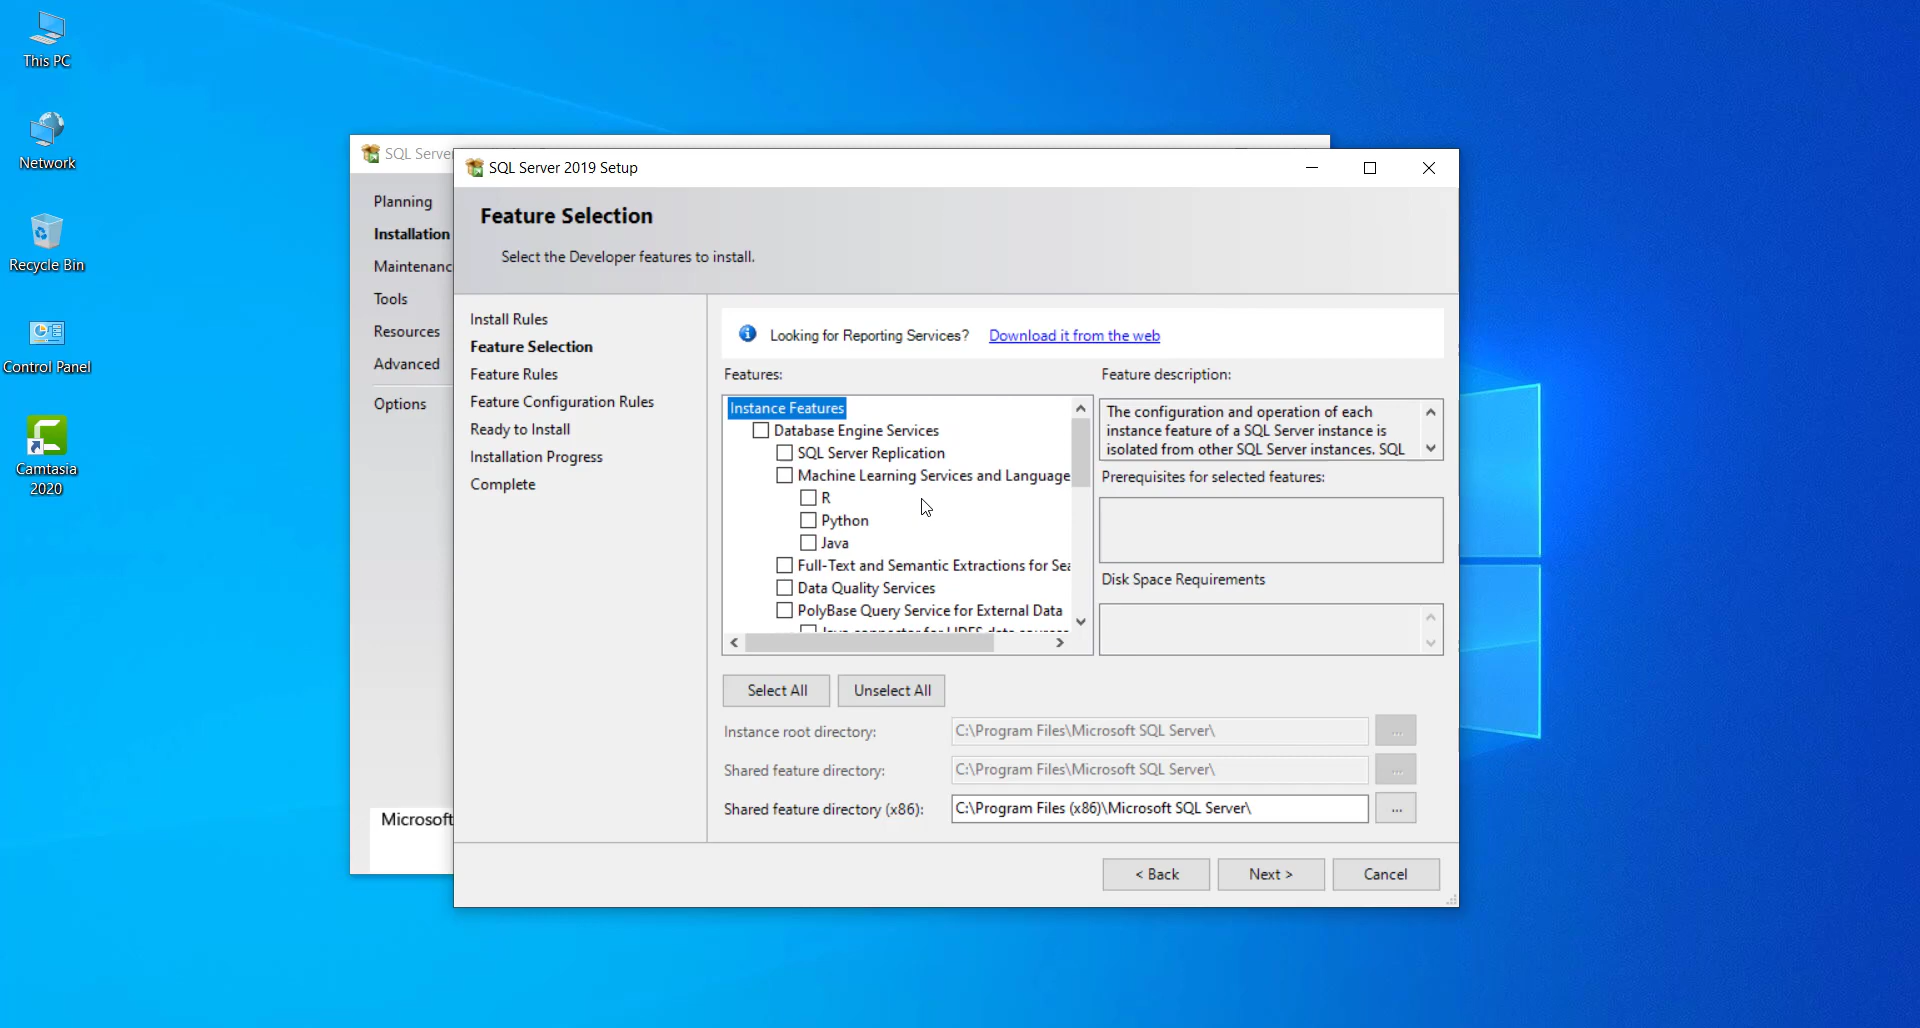 This PC
Network
Recycle Bin
Control Panel
Camtasia
2020
SQL Server
Planning
Installation
Maintenanc
Tools
Resources
Advanced
Options
Microsoft
SQL Server 2019 Setup
Feature Selection
Select the Developer features to install.
Install Rules
Feature Selection
Feature Rules
Feature Configuration Rules
Ready to Install
Installation Progress
Complete
Looking for Reporting Services? Download it from the web
Features:
Instance Features
Database Engine Services
SQL Server Replication
Machine Learning Services and Language
R
Python
Java
Full-Text and Semantic Extractions for Sea
Data Quality Services
PolyBase Query Service for External Data
Java connector for HDFS data sources
Feature description:
The configuration and operation of each
instance feature of a SQL Server instance is
isolated from other SQL Server instances. SQL
Prerequisites for selected features:
Disk Space Requirements
Select All
Unselect All
Instance root directory:
C:\Program Files\Microsoft SQL Server\
...
Shared feature directory:
C:\Program Files\Microsoft SQL Server\
...
Shared feature directory (x86):
C:\Program Files (x86)\Microsoft SQL Server\
...
< Back
Next >
Cancel